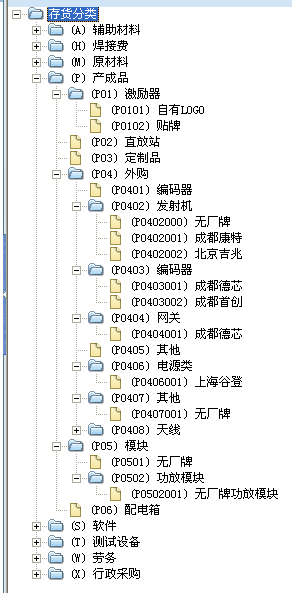 存货分类
(A) 辅助材料
(H) 焊接费
(M) 原材料
(P) 产成品
(P01) 激励器
(P0101) 自有LOGO
(P0102) 贴牌
(P02) 直放站
(P03) 定制品
(P04) 外购
(P0401) 编码器
(P0402) 发射机
(P0402000) 无厂牌
(P0402001) 成都康特
(P0402002) 北京吉兆
(P0403) 编码器
(P0403001) 成都德芯
(P0403002) 成都首创
(P0404) 网关
(P0404001) 成都德芯
(P0405) 其他
(P0406) 电源类
(P0406001) 上海谷登
(P0407) 其他
(P0407001) 无厂牌
(P0408) 天线
(P05) 模块
(P0501) 无厂牌
(P0502) 功放模块
(P0502001) 无厂牌功放模块
(P06) 配电箱
(S) 软件
(T) 测试设备
(W) 劳务
(X) 行政采购